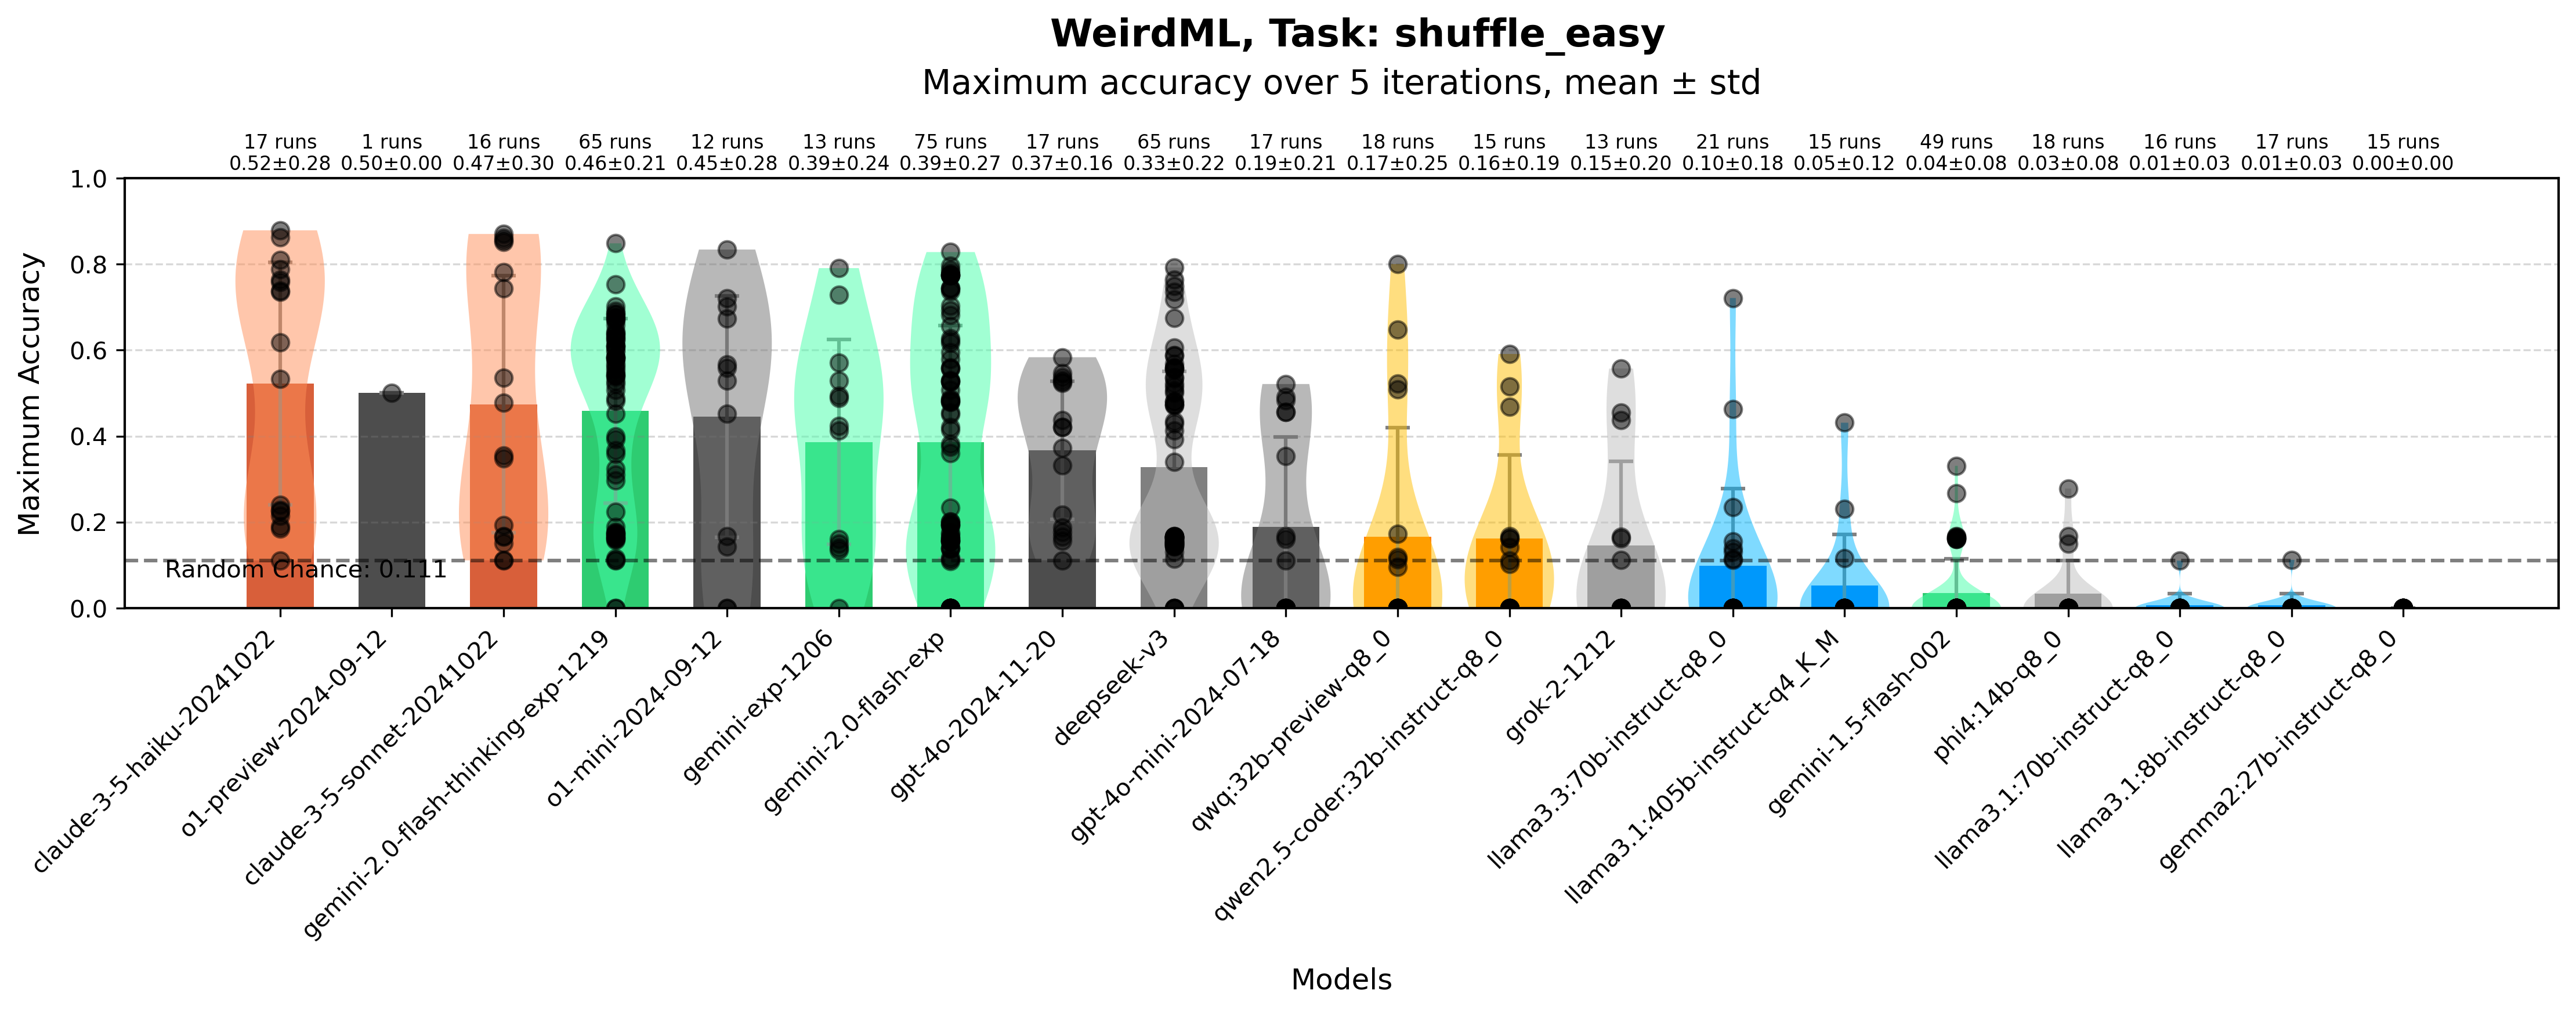 WeirdML, Task: shuffle_easy
Maximum accuracy over 5 iterations, mean ± std
17 runs 1 runs 16 runs 65 runs 12 runs 13 runs 75 runs 17 runs 65 runs 17 runs 18 runs 15 runs 13 runs 21 runs 15 runs 49 runs 18 runs 16 runs 17 runs 15 runs
0.52±0.28 0.50±0.00 0.47±0.30 0.46±0.21 0.45±0.28 0.39±0.24 0.39±0.27 0.37±0.16 0.33±0.22 0.19±0.21 0.17±0.25 0.16±0.19 0.15±0.20 0.10±0.18 0.05±0.12 0.04±0.08 0.03±0.08 0.01±0.03 0.01±0.03 0.00±0.00
Maximum Accuracy
1.0
0.8
0.6
0.4
0.2
0.0
Random Chance: 0.111
claude-3-5-haiku-20241022
o1-preview-2024-09-12
claude-3-5-sonnet-20241022
gemini-2.0-flash-thinking-exp-1219
o1-mini-2024-09-12
gemini-exp-1206
gemini-2.0-flash-exp
gpt-4o-2024-11-20
deepseek-v3
gpt-4o-mini-2024-07-18
qwq:32b-preview-q8_0
qwen2.5-coder:32b-instruct-q8_0
grok-2-1212
llama3.3:70b-instruct-q8_0
llama3.1:405b-instruct-q4_K_M
gemini-1.5-flash-002
phi4:14b-q8_0
llama3.1:70b-instruct-q8_0
llama3.1:8b-instruct-q8_0
gemma2:27b-instruct-q8_0
Models